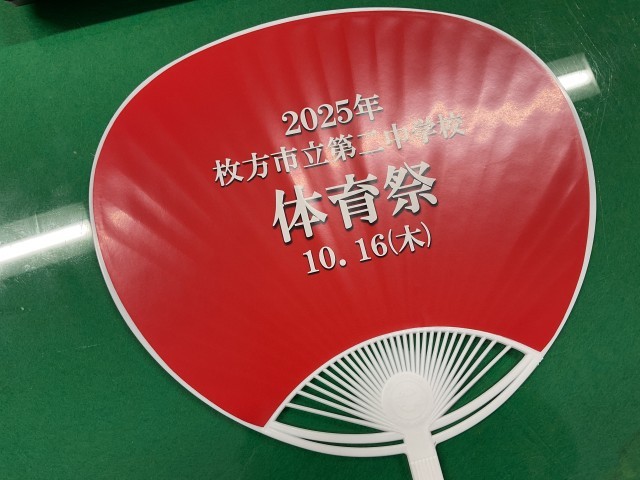 2025年
枚方市立第二中学校
体育祭
10．16(木)